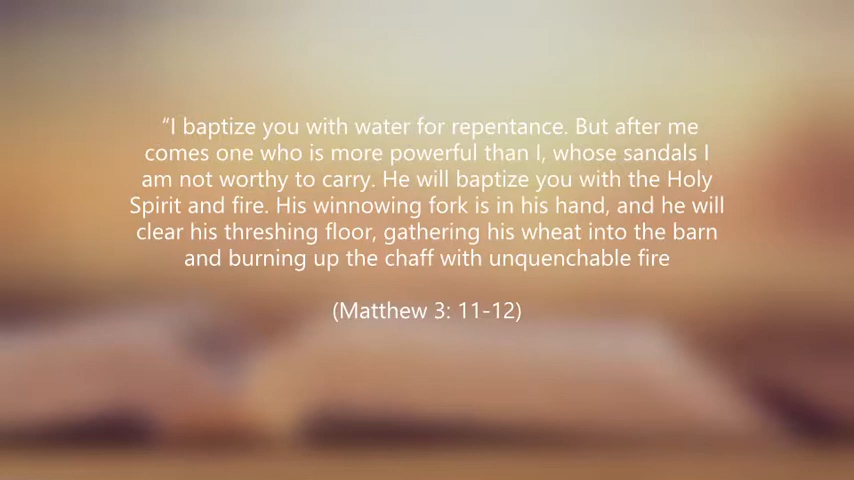 “I baptize you with water for repentance. But after me
comes one who is more powerful than I, whose sandals I
am not worthy to carry. He will baptize you with the Holy
Spirit and fire. His winnowing fork is in his hand, and he will
clear his threshing floor, gathering his wheat into the barn
and burning up the chaff with unquenchable fire
(Matthew 3: 11-12)